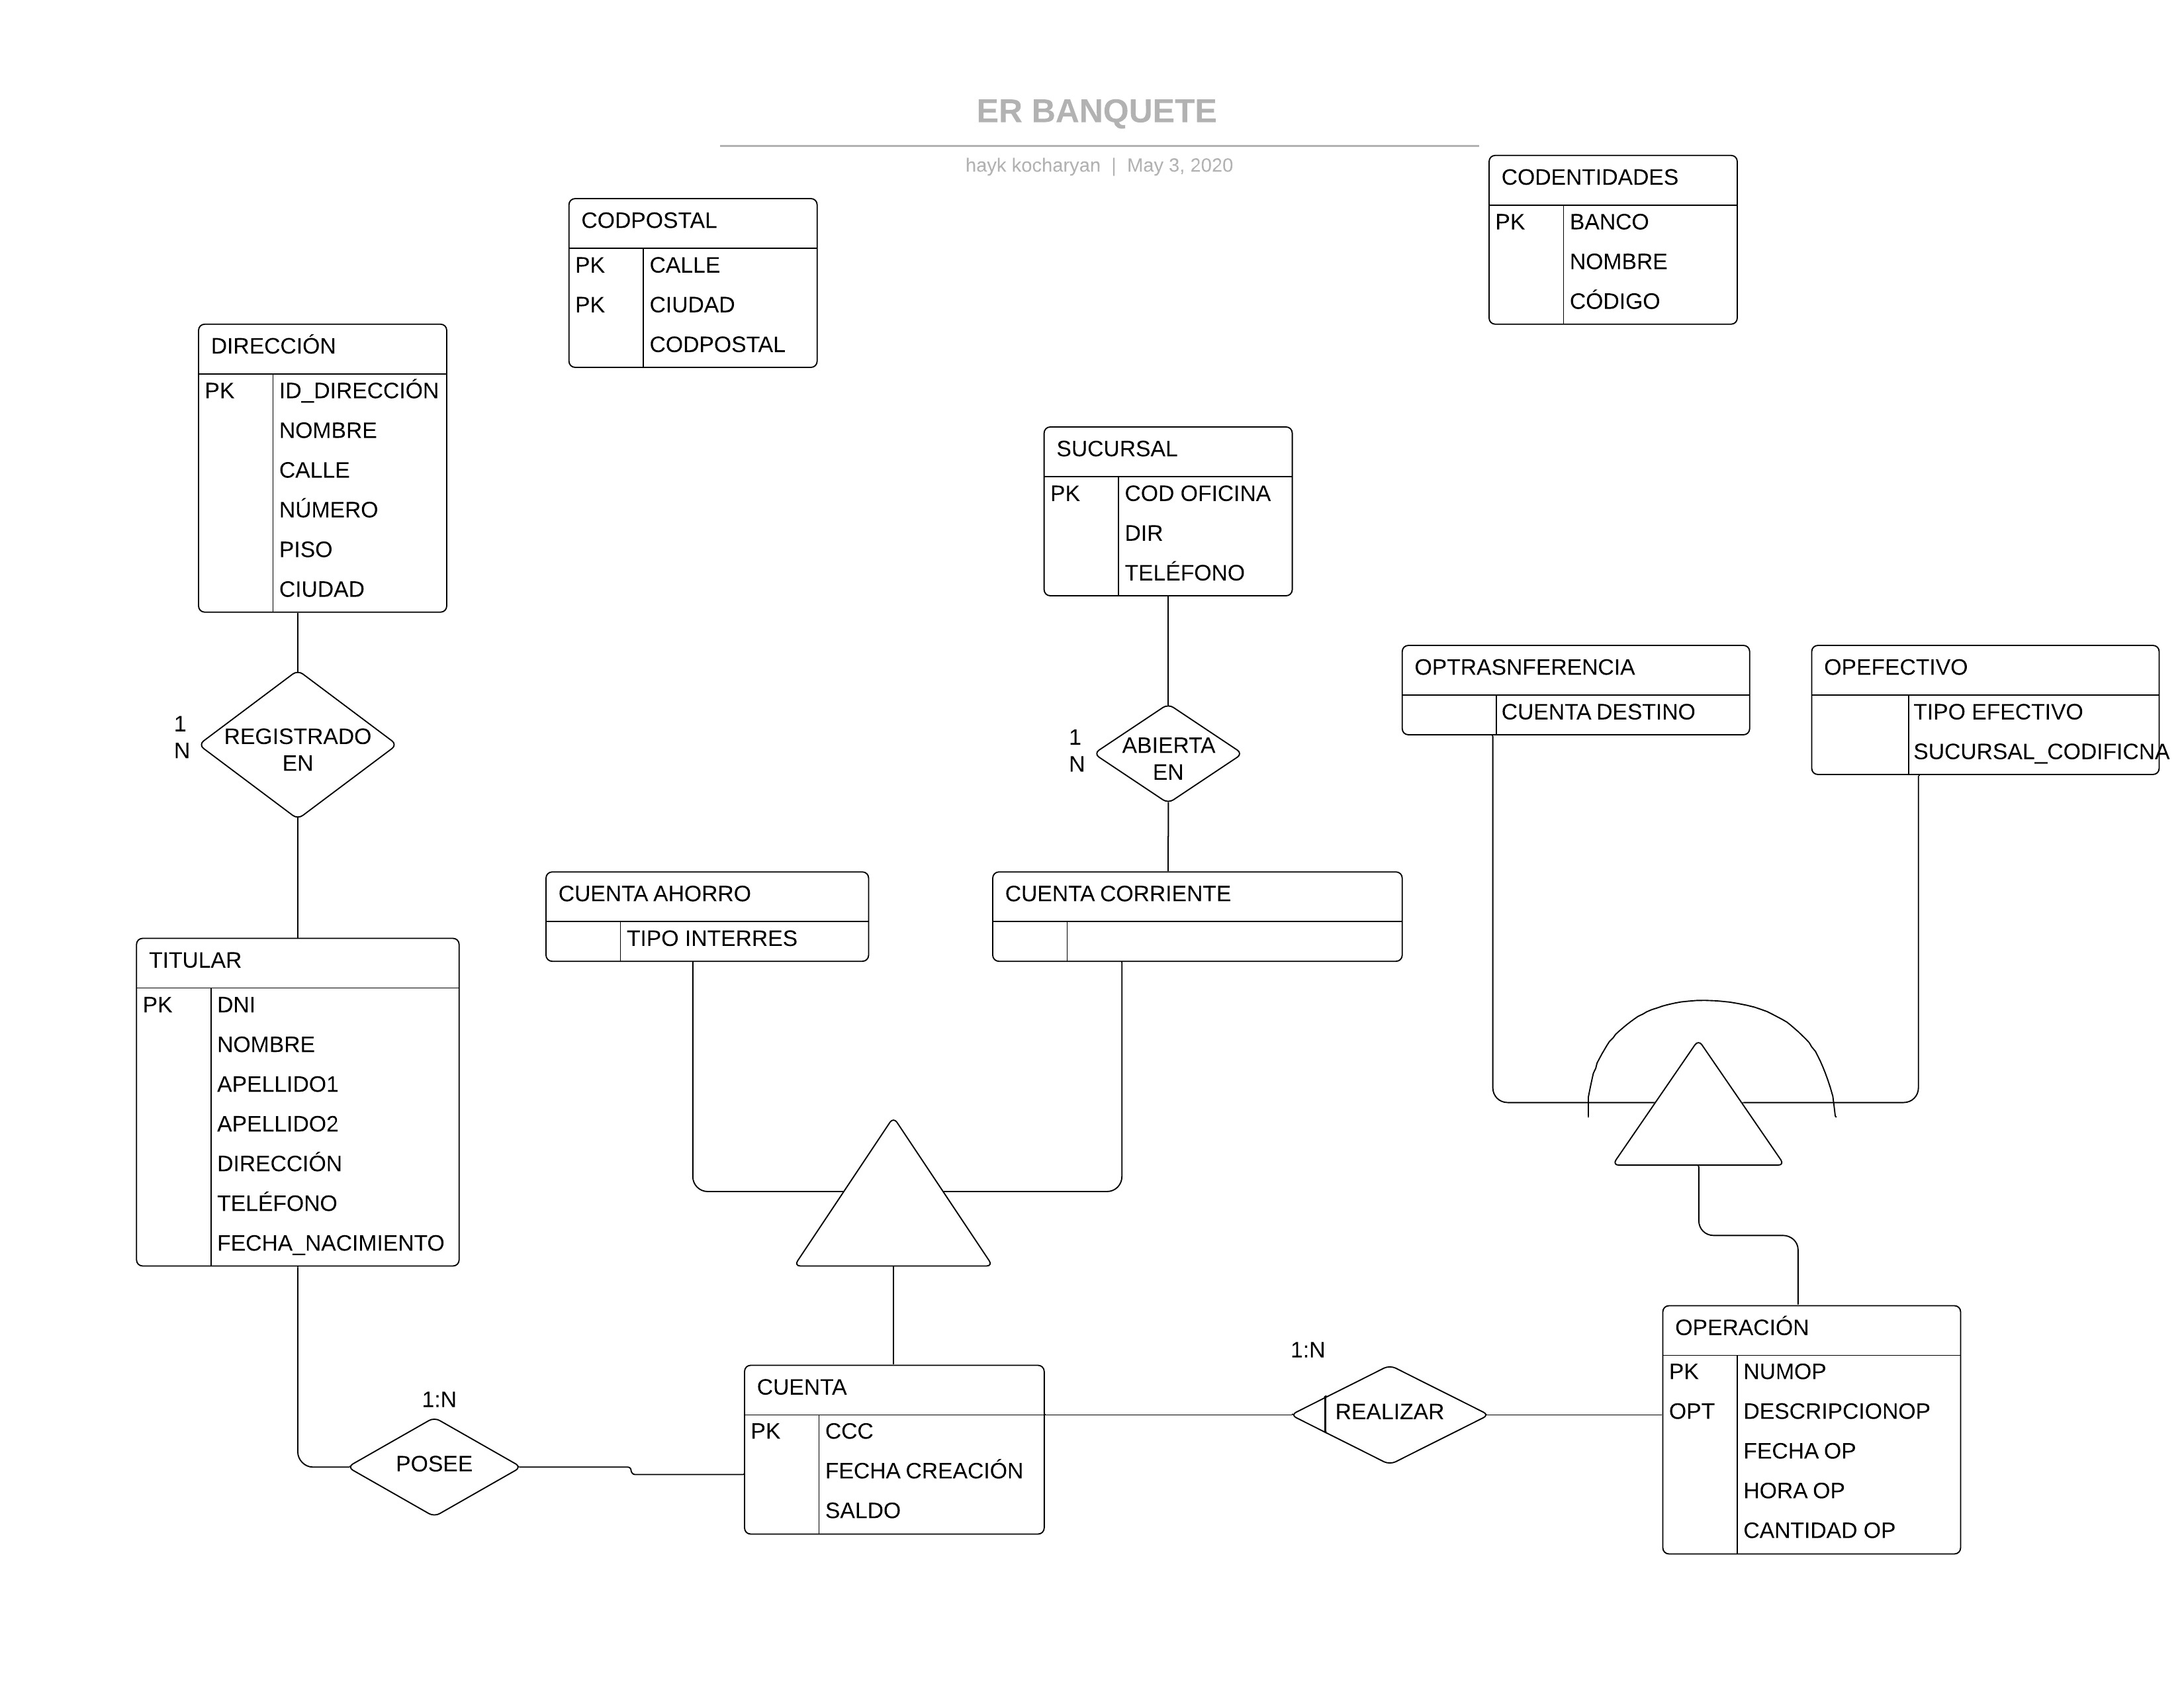 ER BANQUETE
hayk kocharyan | May 3, 2020
CODENTIDADES
PK BANCO
NOMBRE
CÓDIGO
CODPOSTAL
PK CALLE
PK CIUDAD
CODPOSTAL
DIRECCIÓN
PK ID_DIRECCIÓN
NOMBRE
CALLE
NÚMERO
PISO
CIUDAD
SUCURSAL
PK COD OFICINA
DIR
TELÉFONO
OPTRASNFERENCIA
CUENTA DESTINO
OPEFECTIVO
TIPO EFECTIVO
SUCURSAL_CODIFICNA
1
N
REGISTRADO
EN
1
N
ABIERTA
EN
CUENTA AHORRO
TIPO INTERRES
CUENTA CORRIENTE
TITULAR
PK DNI
NOMBRE
APELLIDO1
APELLIDO2
DIRECCIÓN
TELÉFONO
FECHA_NACIMIENTO
1:N
POSEE
CUENTA
PK CCC
FECHA CREACIÓN
SALDO
1:N
REALIZAR
OPERACIÓN
PK NUMOP
OPT DESCRIPCIONOP
FECHA OP
HORA OP
CANTIDAD OP